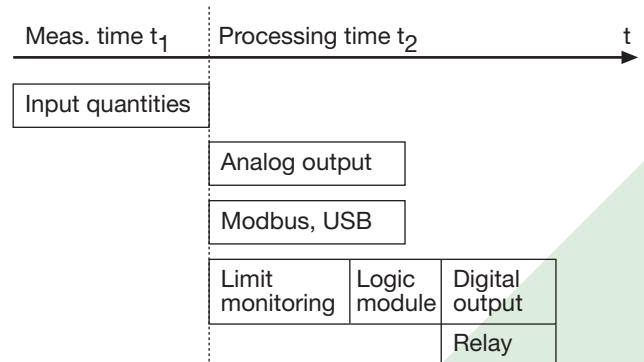 Meas. time t1 Processing time t2 t
Input quantities
Analog output
Modbus, USB
Limit monitoring
Logic module
Digital output
Relay